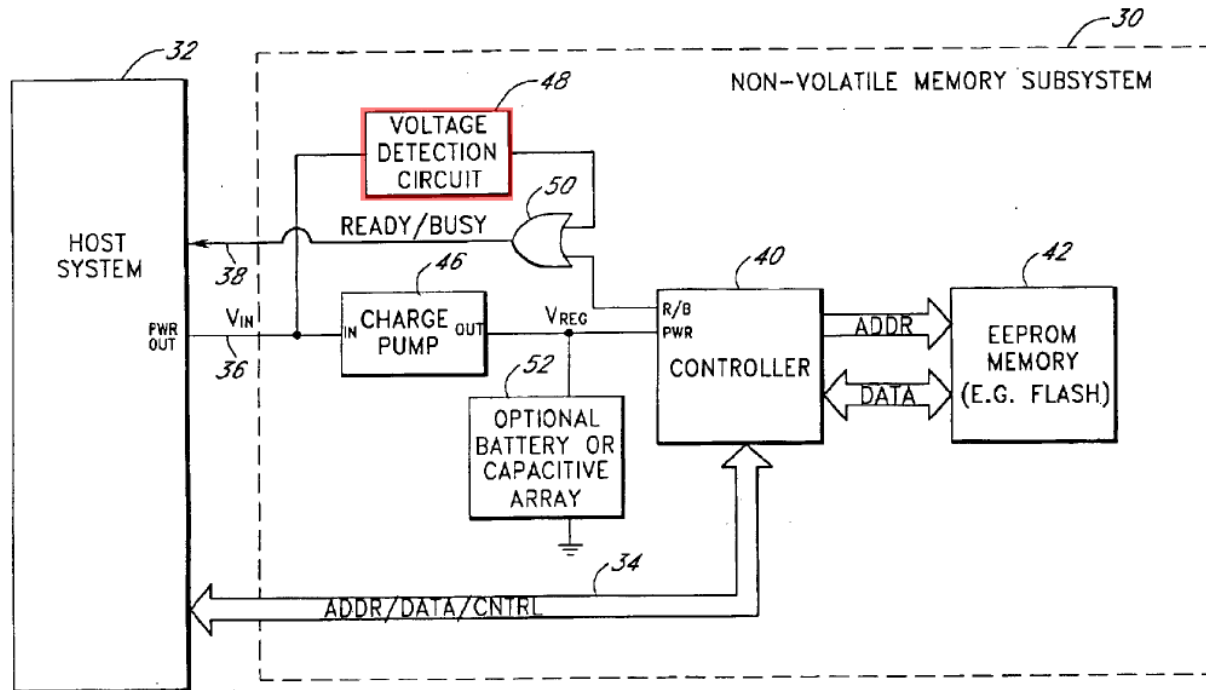 30
32
NON-VOLATILE MEMORY SUBSYSTEM
48
VOLTAGE
DETECTION
CIRCUIT
50
READY/BUSY
HOST
SYSTEM
38
46
40
42
PWR
OUT
VIN
36
IN
CHARGE
PUMP
OUT
VREG
R/B
PWR
CONTROLLER
ADDR
DATA
EEPROM
MEMORY
(E.G. FLASH)
52
OPTIONAL
BATTERY OR
CAPACITIVE
ARRAY
34
ADDR/DATA/CNTRL